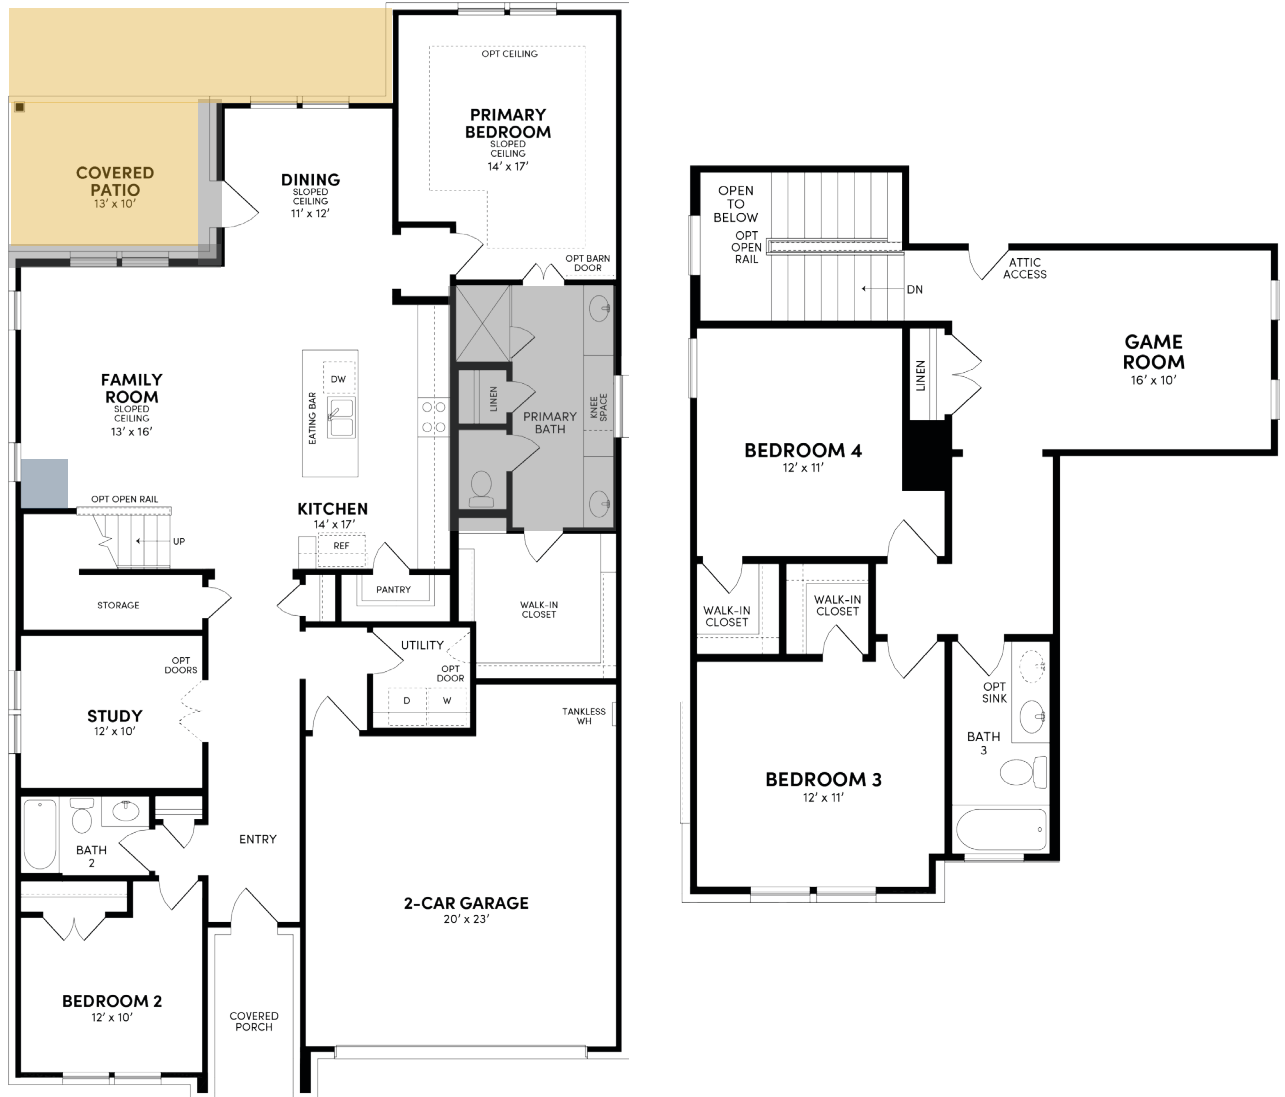 OPT CEILING
PRIMARY
BEDROOM
SLOPED
CEILING
14’ x 17’
COVERED
PATIO
13’ x 10’
DINING
SLOPED
CEILING
11’ x 12’
OPT BARN
DOOR
FAMILY
ROOM
SLOPED
CEILING
13’ x 16’
DW
EATING BAR
LINEN
PRIMARY
BATH
KNEE
SPACE
OPT OPEN RAIL
UP
KITCHEN
14’ x 17’
REF
PANTRY
STORAGE
WALK-IN
CLOSET
UTILITY
OPT
DOOR
D
W
OPT
DOORS
STUDY
12’ x 10’
TANKLESS
WH
BATH
2
ENTRY
2-CAR GARAGE
20’ x 23’
BEDROOM 2
12’ x 10’
COVERED
PORCH
OPEN
TO
BELOW
OPT
OPEN
RAIL
DN
ATTIC
ACCESS
GAME
ROOM
16’ x 10’
LINEN
BEDROOM 4
12’ x 11’
WALK-IN
CLOSET
WALK-IN
CLOSET
OPT
SINK
BATH
3
BEDROOM 3
12’ x 11’